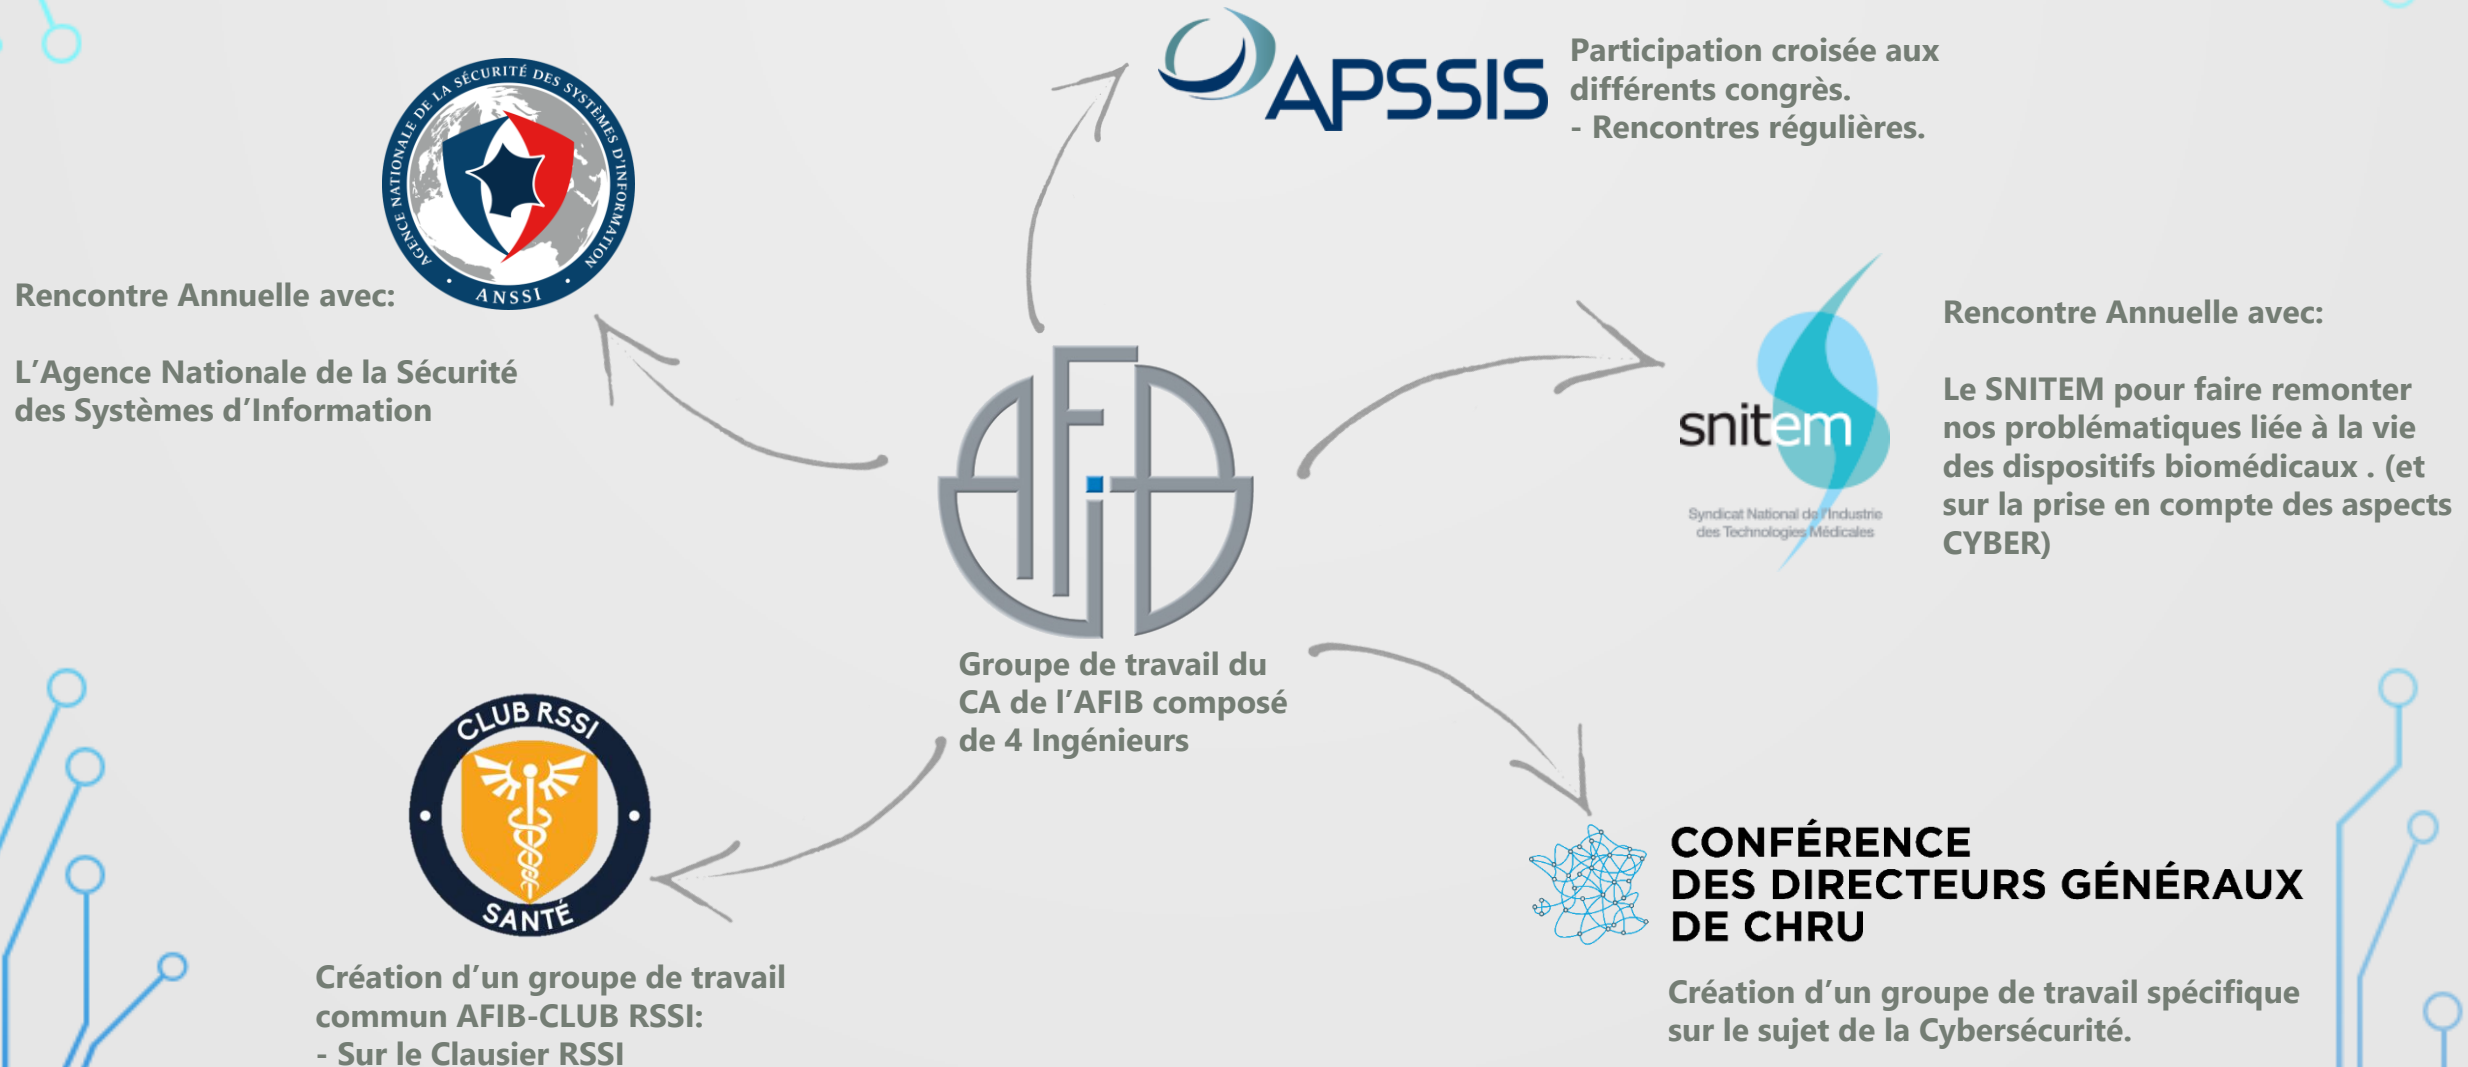 AGENCE NATIONALE DE LA SÉCURITÉ DES SYSTÈMES D'INFORMATION
ANSSI
Rencontre Annuelle avec:
L’Agence Nationale de la Sécurité
des Systèmes d’Information
APSSIS
Participation croisée aux
différents congrès.
- Rencontres régulières.
snitem
Syndicat National de l'Industrie
des Technologies Médicales
Rencontre Annuelle avec:
Le SNITEM pour faire remonter
nos problématiques liée à la vie
des dispositifs biomédicaux . (et
sur la prise en compte des aspects
CYBER)
AFiB
Groupe de travail du
CA de l’AFIB composé
de 4 Ingénieurs
CLUB RSSI
SANTÉ
Création d’un groupe de travail
commun AFIB-CLUB RSSI:
- Sur le Clausier RSSI
CONFÉRENCE
DES DIRECTEURS GÉNÉRAUX
DE CHRU
Création d’un groupe de travail spécifique
sur le sujet de la Cybersécurité.